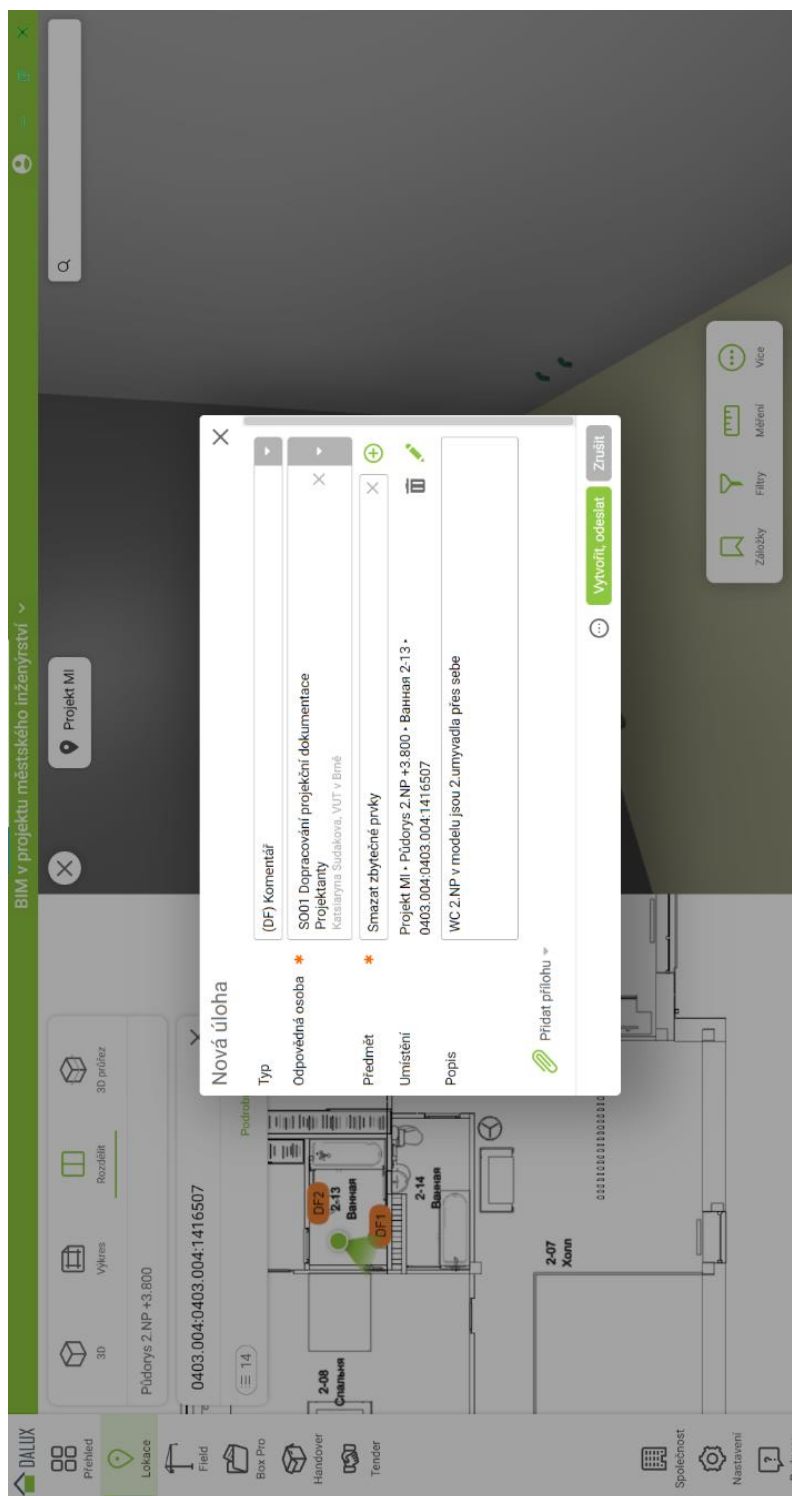 DALUX
BIM v projektu městského inženýrství
Přehled
Lokace
Field
Box Pro
Handover
Tender
Společnost
Nastavení
3D
Výkres
Rozdělit
3D průřez
Půdorys 2.NP +3.800
0403.004:0403.004:1416507
14
Projekt MI
2-08
Спальня
DF2
2-13
Ванная
DF1
2-14
Ванная
2-07
Холл
Nová úloha
Typ
(DF) Komentář
Odpovědná osoba *
S001 Dopracování projekční dokumentace
Projektanty
Katsiaryna Sudakova, VUT v Brně
Předmět *
Smazat zbytečné prvky
Umístění
Projekt MI • Půdorys 2.NP +3.800 • Ванная 2-13 •
0403.004:0403.004:1416507
Popis
WC 2.NP v modelu jsou 2.umyvadla přes sebe
Přidat přílohu
Vytvořit, odeslat
Zrušit
Záložky
Filtry
Měření
Více